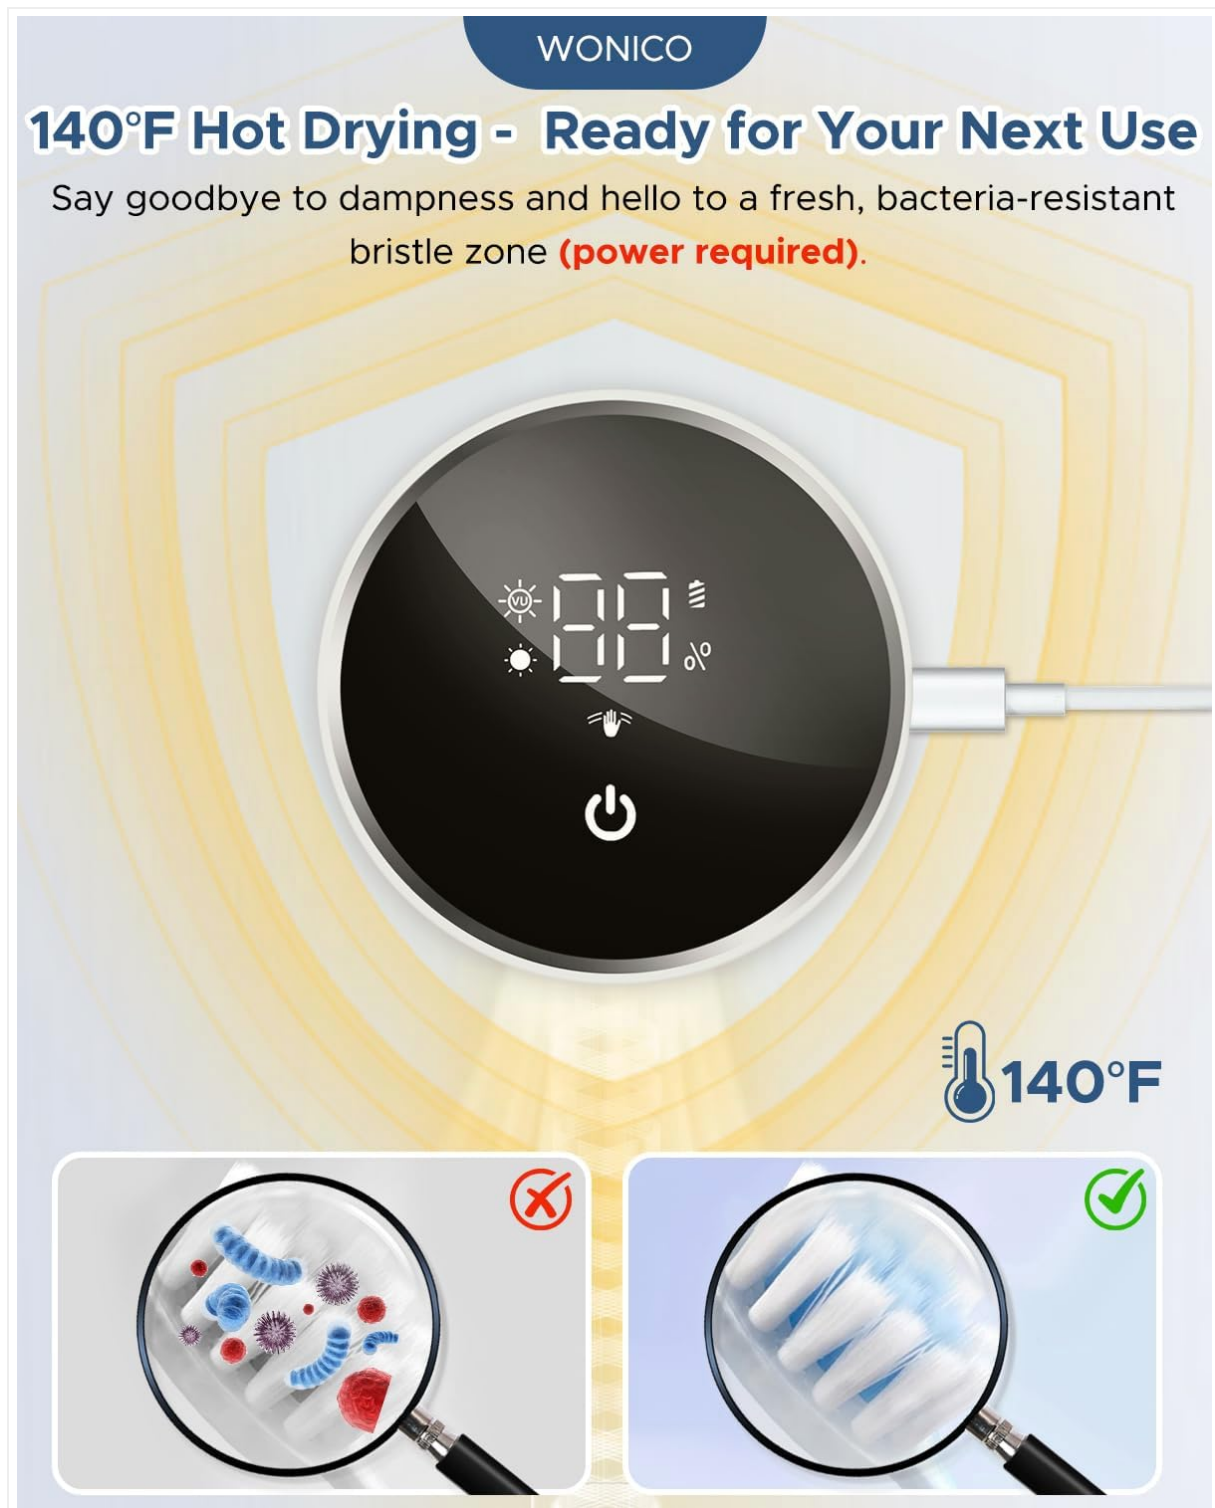 WONICO
140°F Hot Drying - Ready for Your Next Use
Say goodbye to dampness and hello to a fresh, bacteria-resistant
bristle zone (power required).
VU
88
%
140°F